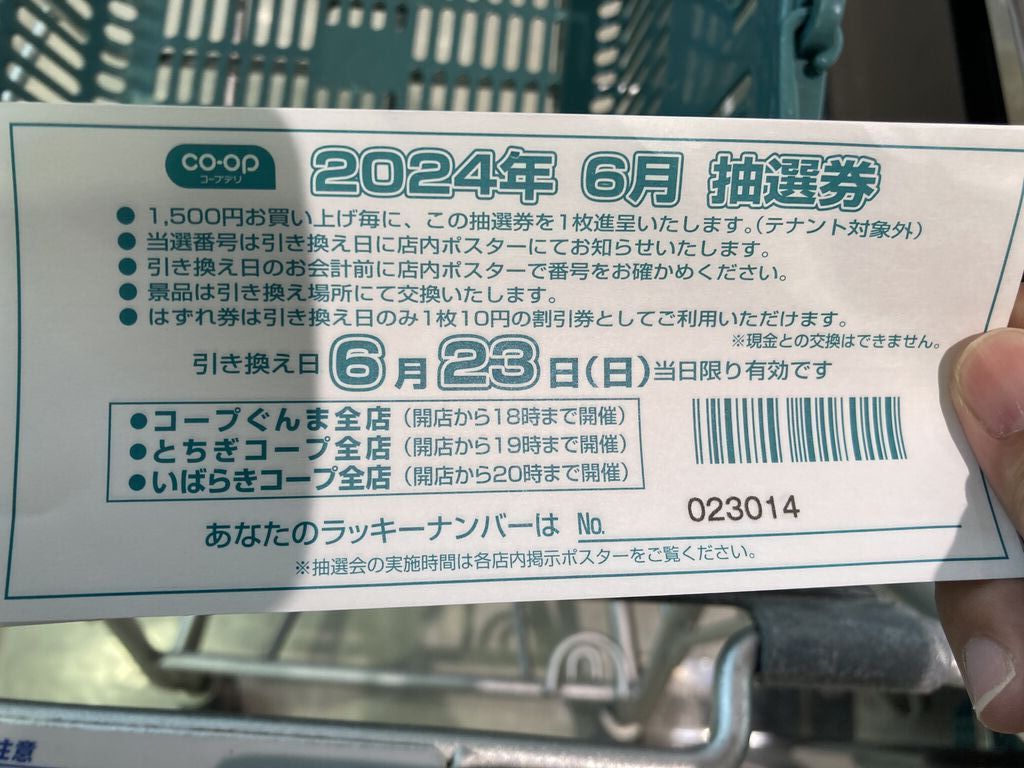 co-op
コープデリ
2024年 6月 抽選券
● 1,500円お買い上げ毎に、この抽選券を1枚進呈いたします。(テナント対象外)
● 当選番号は引き換え日に店内ポスターにてお知らせいたします。
● 引き換え日のお会計前に店内ポスターで番号をお確かめください。
● 景品は引き換え場所にて交換いたします。
● はずれ券は引き換え日のみ1枚10円の割引券としてご利用いただけます。
※現金との交換はできません。
引き換え日 6月23日(日)当日限り有効です
●コープぐんま全店(開店から18時まで開催)
●とちぎコープ全店(開店から19時まで開催)
●いばらきコープ全店(開店から20時まで開催)
あなたのラッキーナンバーは No. 023014
※抽選会の実施時間は各店内掲示ポスターをご覧ください。
注意